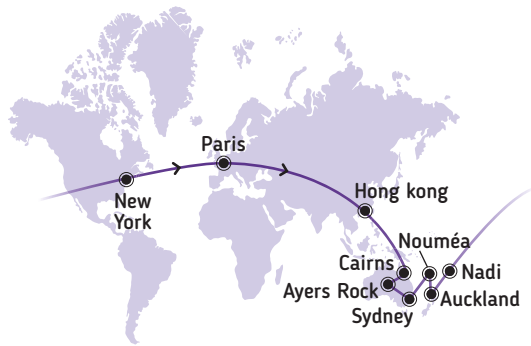 Paris
New
York
Hong kong
Nouméa
Cairns
Nadi
Ayers Rock
Auckland
Sydney